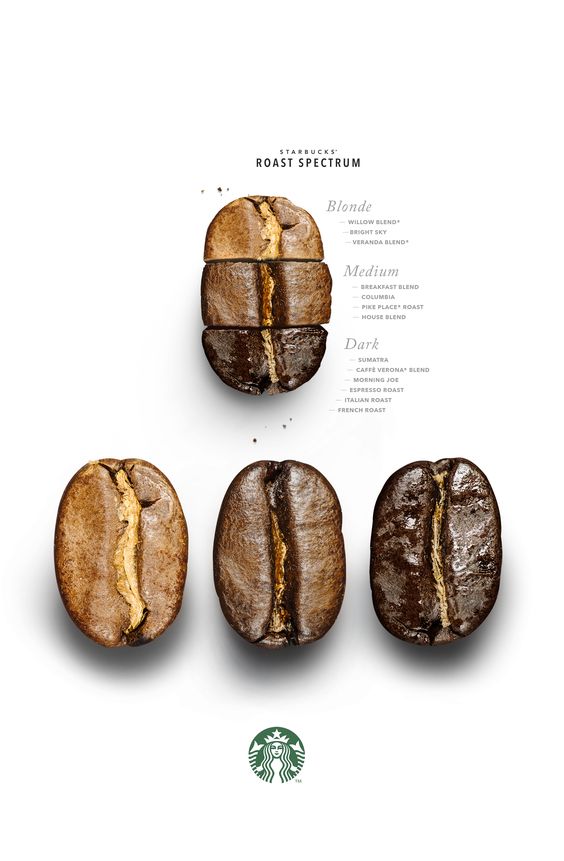 STARBUCKS®
ROAST SPECTRUM
Blonde
— WILLOW BLEND®
— BRIGHT SKY
— VERANDA BLEND®
Medium
— BREAKFAST BLEND
— COLUMBIA
— PIKE PLACE® ROAST
— HOUSE BLEND
Dark
— SUMATRA
— CAFFÈ VERONA® BLEND
— MORNING JOE
— ESPRESSO ROAST
— ITALIAN ROAST
— FRENCH ROAST
TM